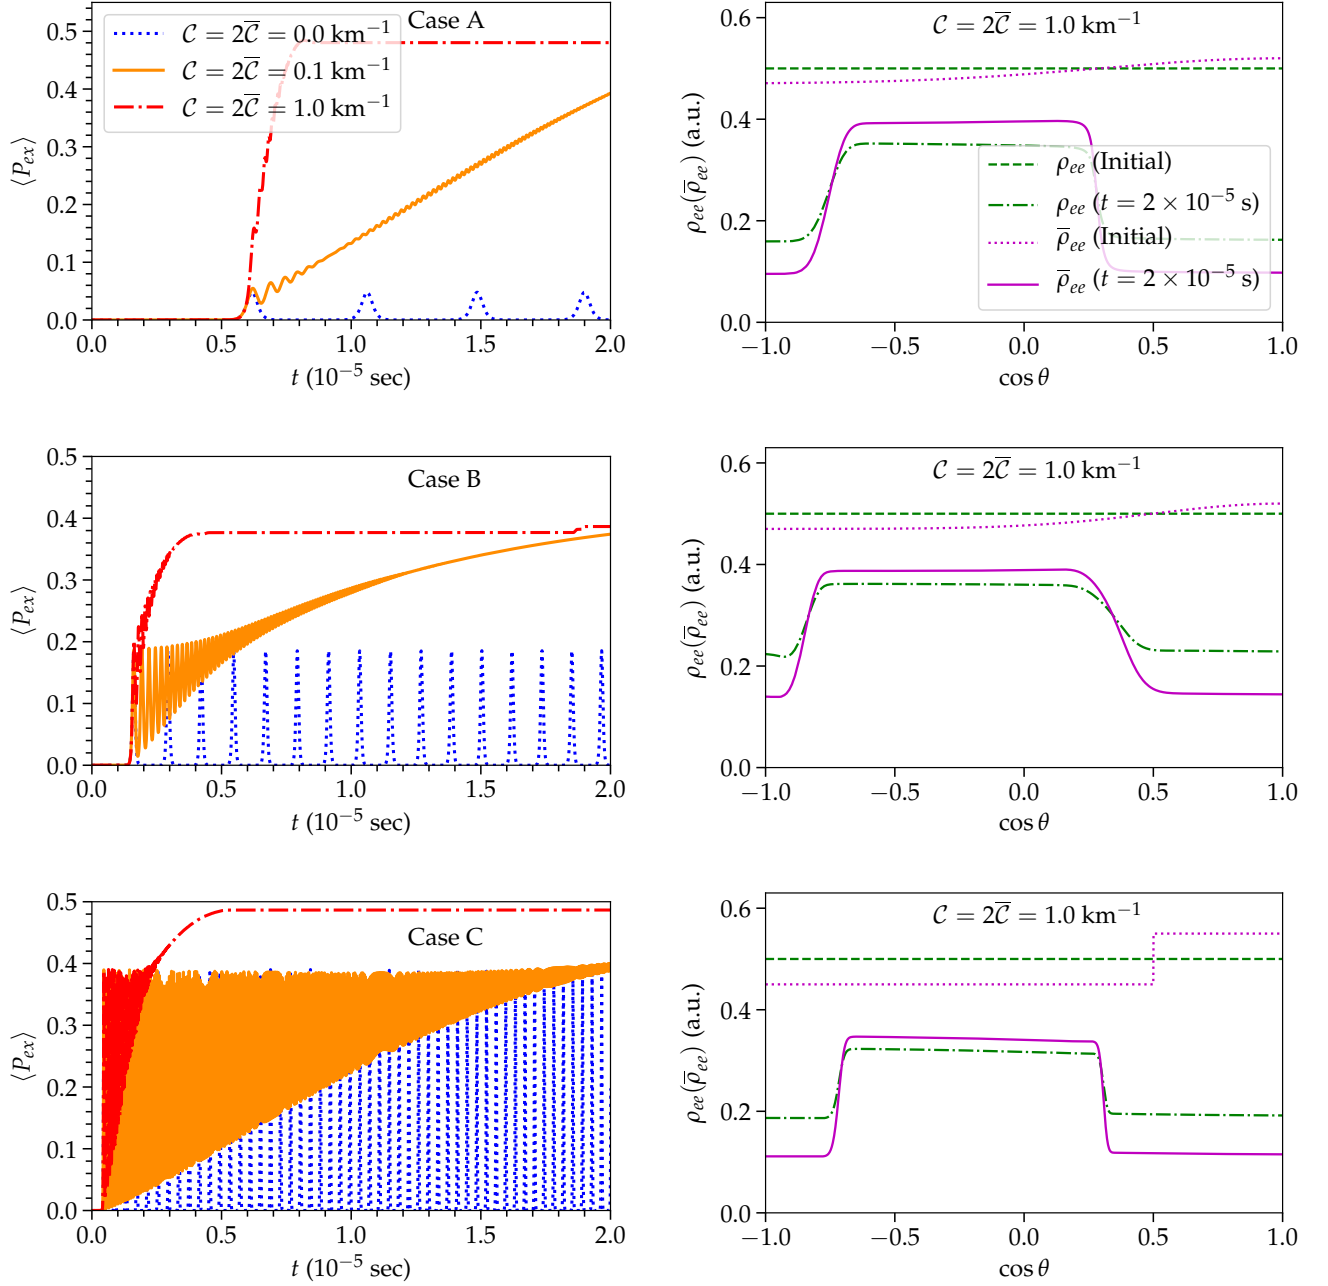 Case A
𝒞 = 2𝒞̅ = 0.0 km⁻¹
𝒞 = 2𝒞̅ = 0.1 km⁻¹
𝒞 = 2𝒞̅ = 1.0 km⁻¹
0.5
0.4
0.3
0.2
0.1
0.0
⟨P_ex⟩
0.0 0.5 1.0 1.5 2.0
t (10⁻⁵ sec)
𝒞 = 2𝒞̅ = 1.0 km⁻¹
0.6
0.4
0.2
0.0
ρ_ee(ρ̅_ee) (a.u.)
ρ_ee (Initial)
ρ_ee (t = 2 × 10⁻⁵ s)
ρ̅_ee (Initial)
ρ̅_ee (t = 2 × 10⁻⁵ s)
−1.0 −0.5 0.0 0.5 1.0
cos θ
Case B
0.5
0.4
0.3
0.2
0.1
0.0
⟨P_ex⟩
0.0 0.5 1.0 1.5 2.0
t (10⁻⁵ sec)
𝒞 = 2𝒞̅ = 1.0 km⁻¹
0.6
0.4
0.2
0.0
ρ_ee(ρ̅_ee) (a.u.)
−1.0 −0.5 0.0 0.5 1.0
cos θ
Case C
0.5
0.4
0.3
0.2
0.1
0.0
⟨P_ex⟩
0.0 0.5 1.0 1.5 2.0
t (10⁻⁵ sec)
𝒞 = 2𝒞̅ = 1.0 km⁻¹
0.6
0.4
0.2
0.0
ρ_ee(ρ̅_ee) (a.u.)
−1.0 −0.5 0.0 0.5 1.0
cos θ